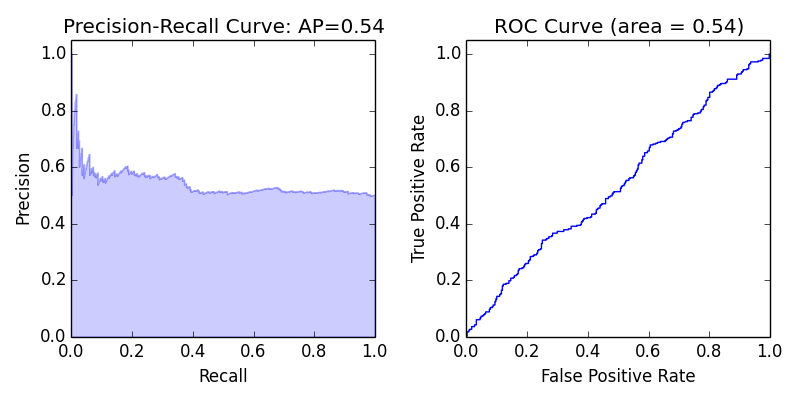 Precision-Recall Curve: AP=0.54
1.0
0.8
0.6
0.4
0.2
0.0
Precision
0.0 0.2 0.4 0.6 0.8 1.0
Recall
ROC Curve (area = 0.54)
1.0
0.8
0.6
0.4
0.2
0.0
True Positive Rate
0.0 0.2 0.4 0.6 0.8 1.0
False Positive Rate